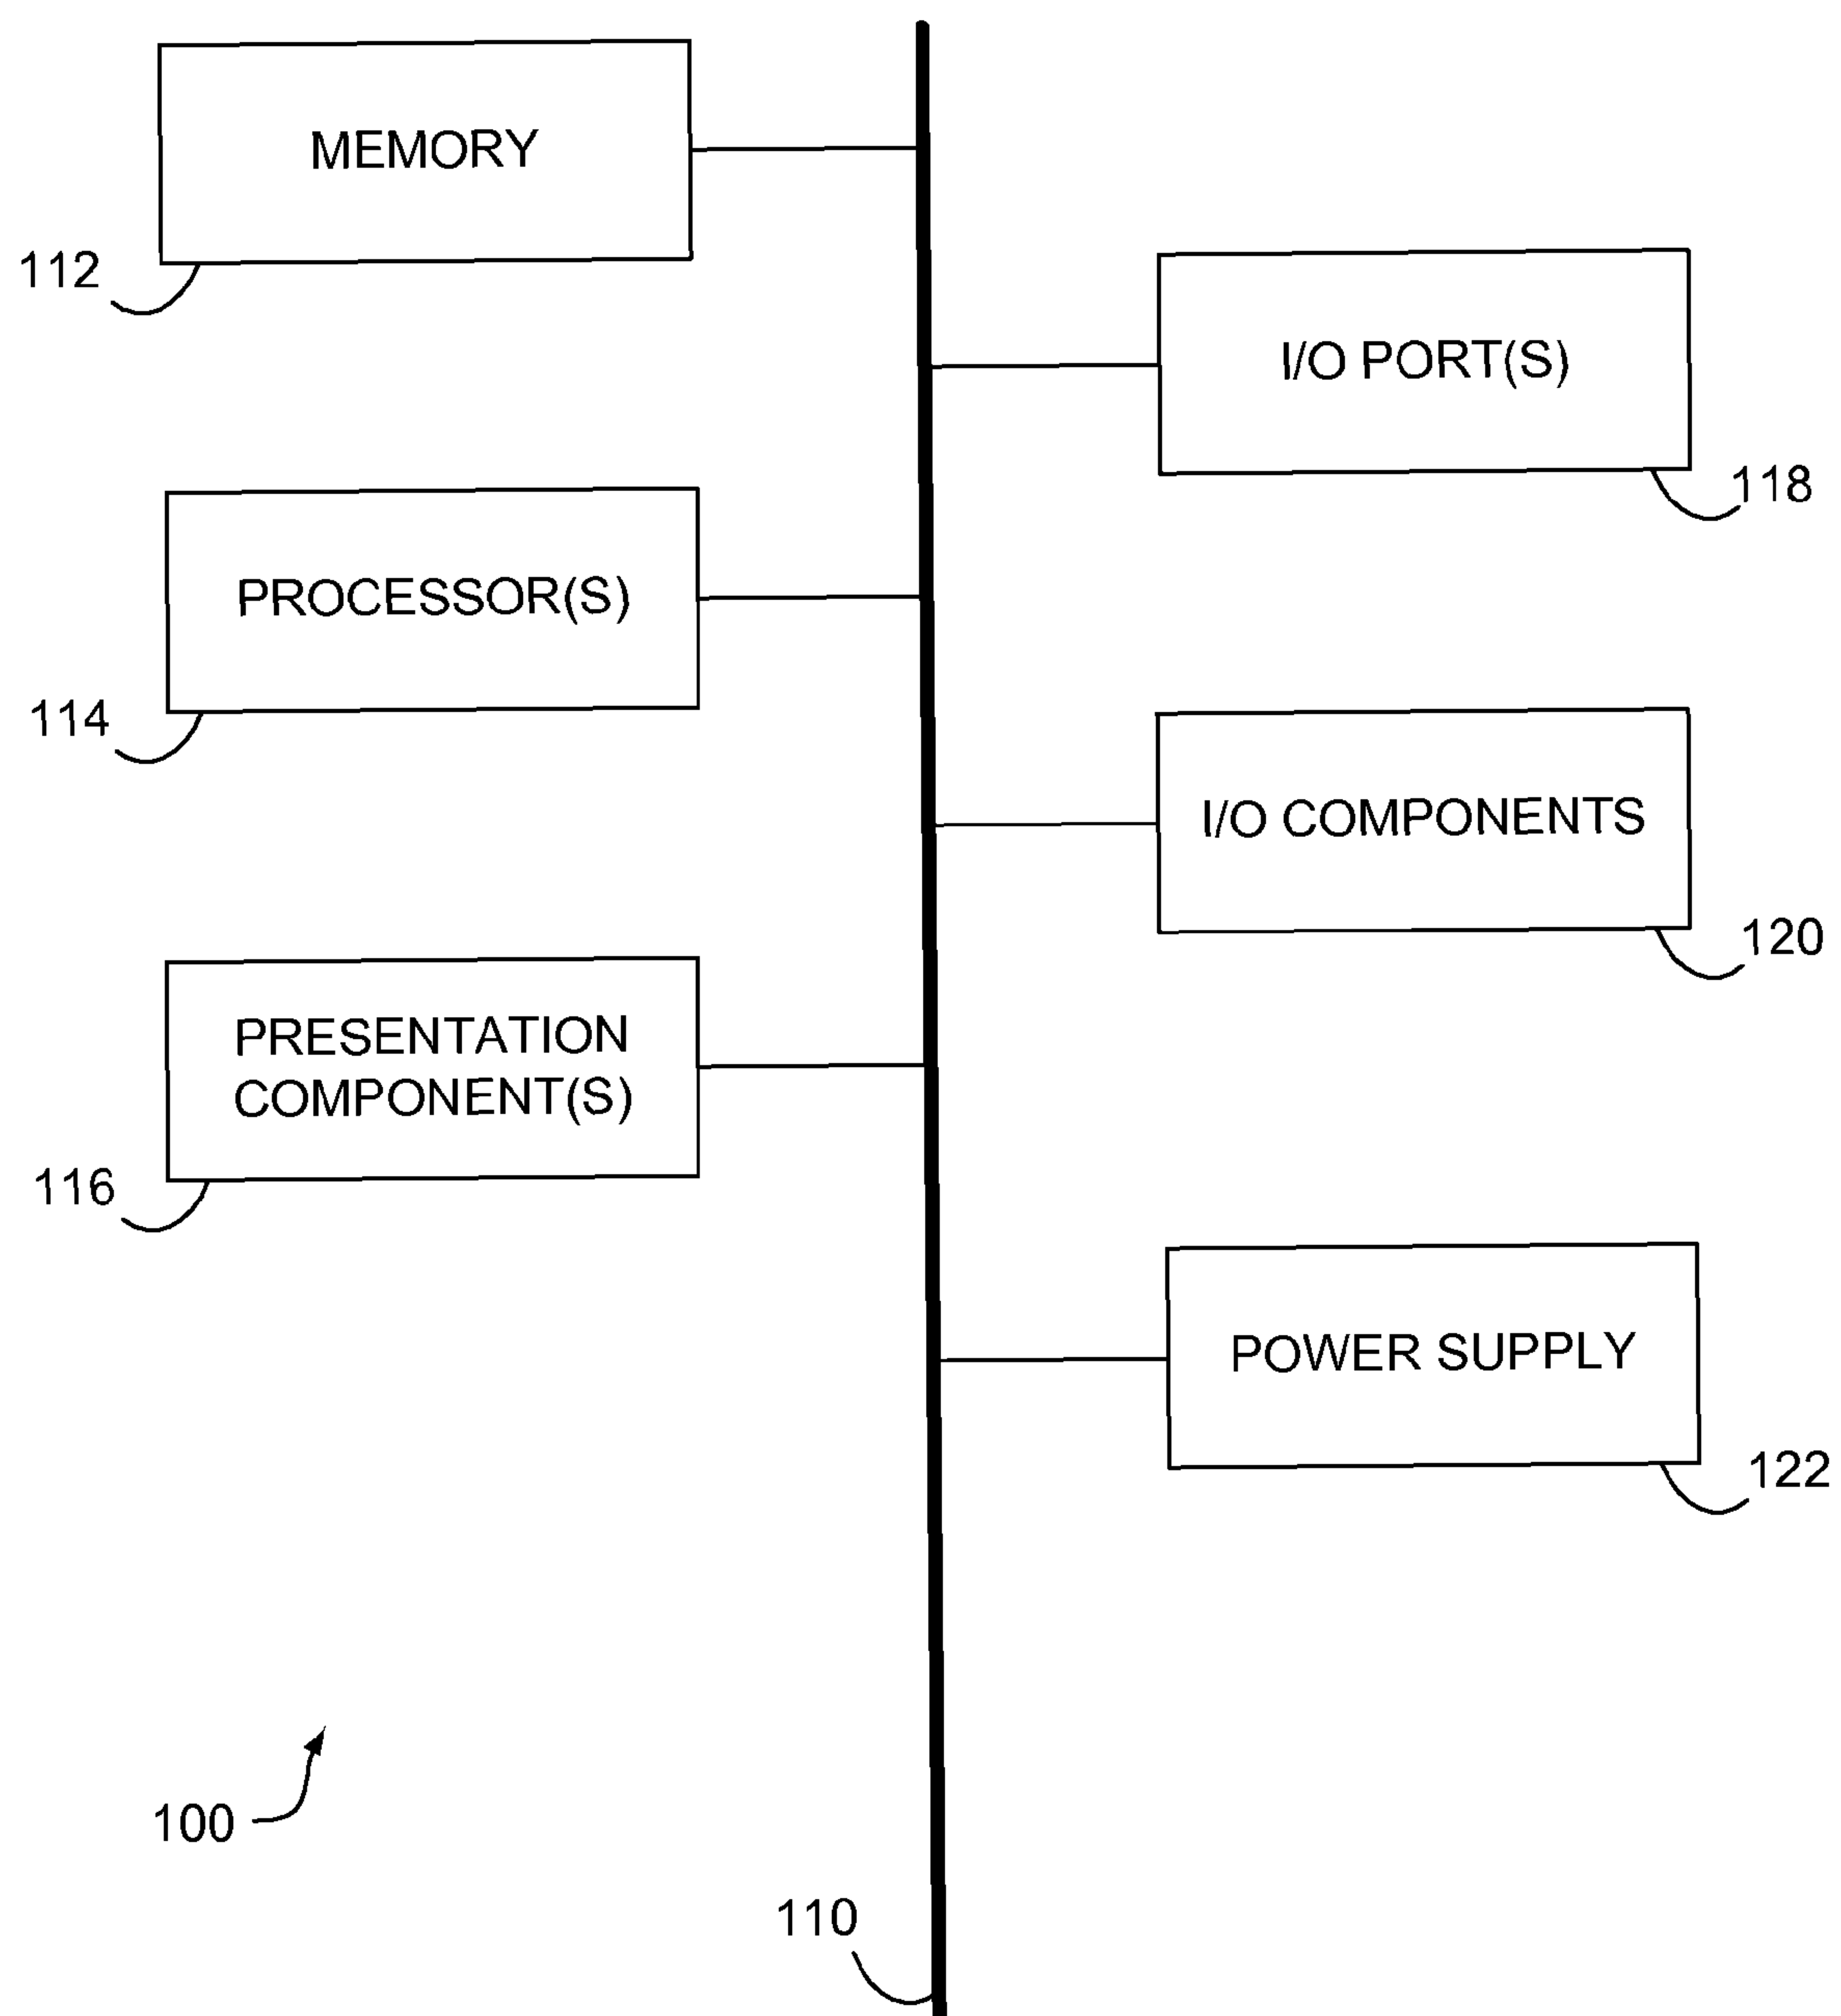 MEMORY
112
I/O PORT(S)
118
PROCESSOR(S)
114
I/O COMPONENTS
120
PRESENTATION
COMPONENT(S)
116
POWER SUPPLY
122
100
110